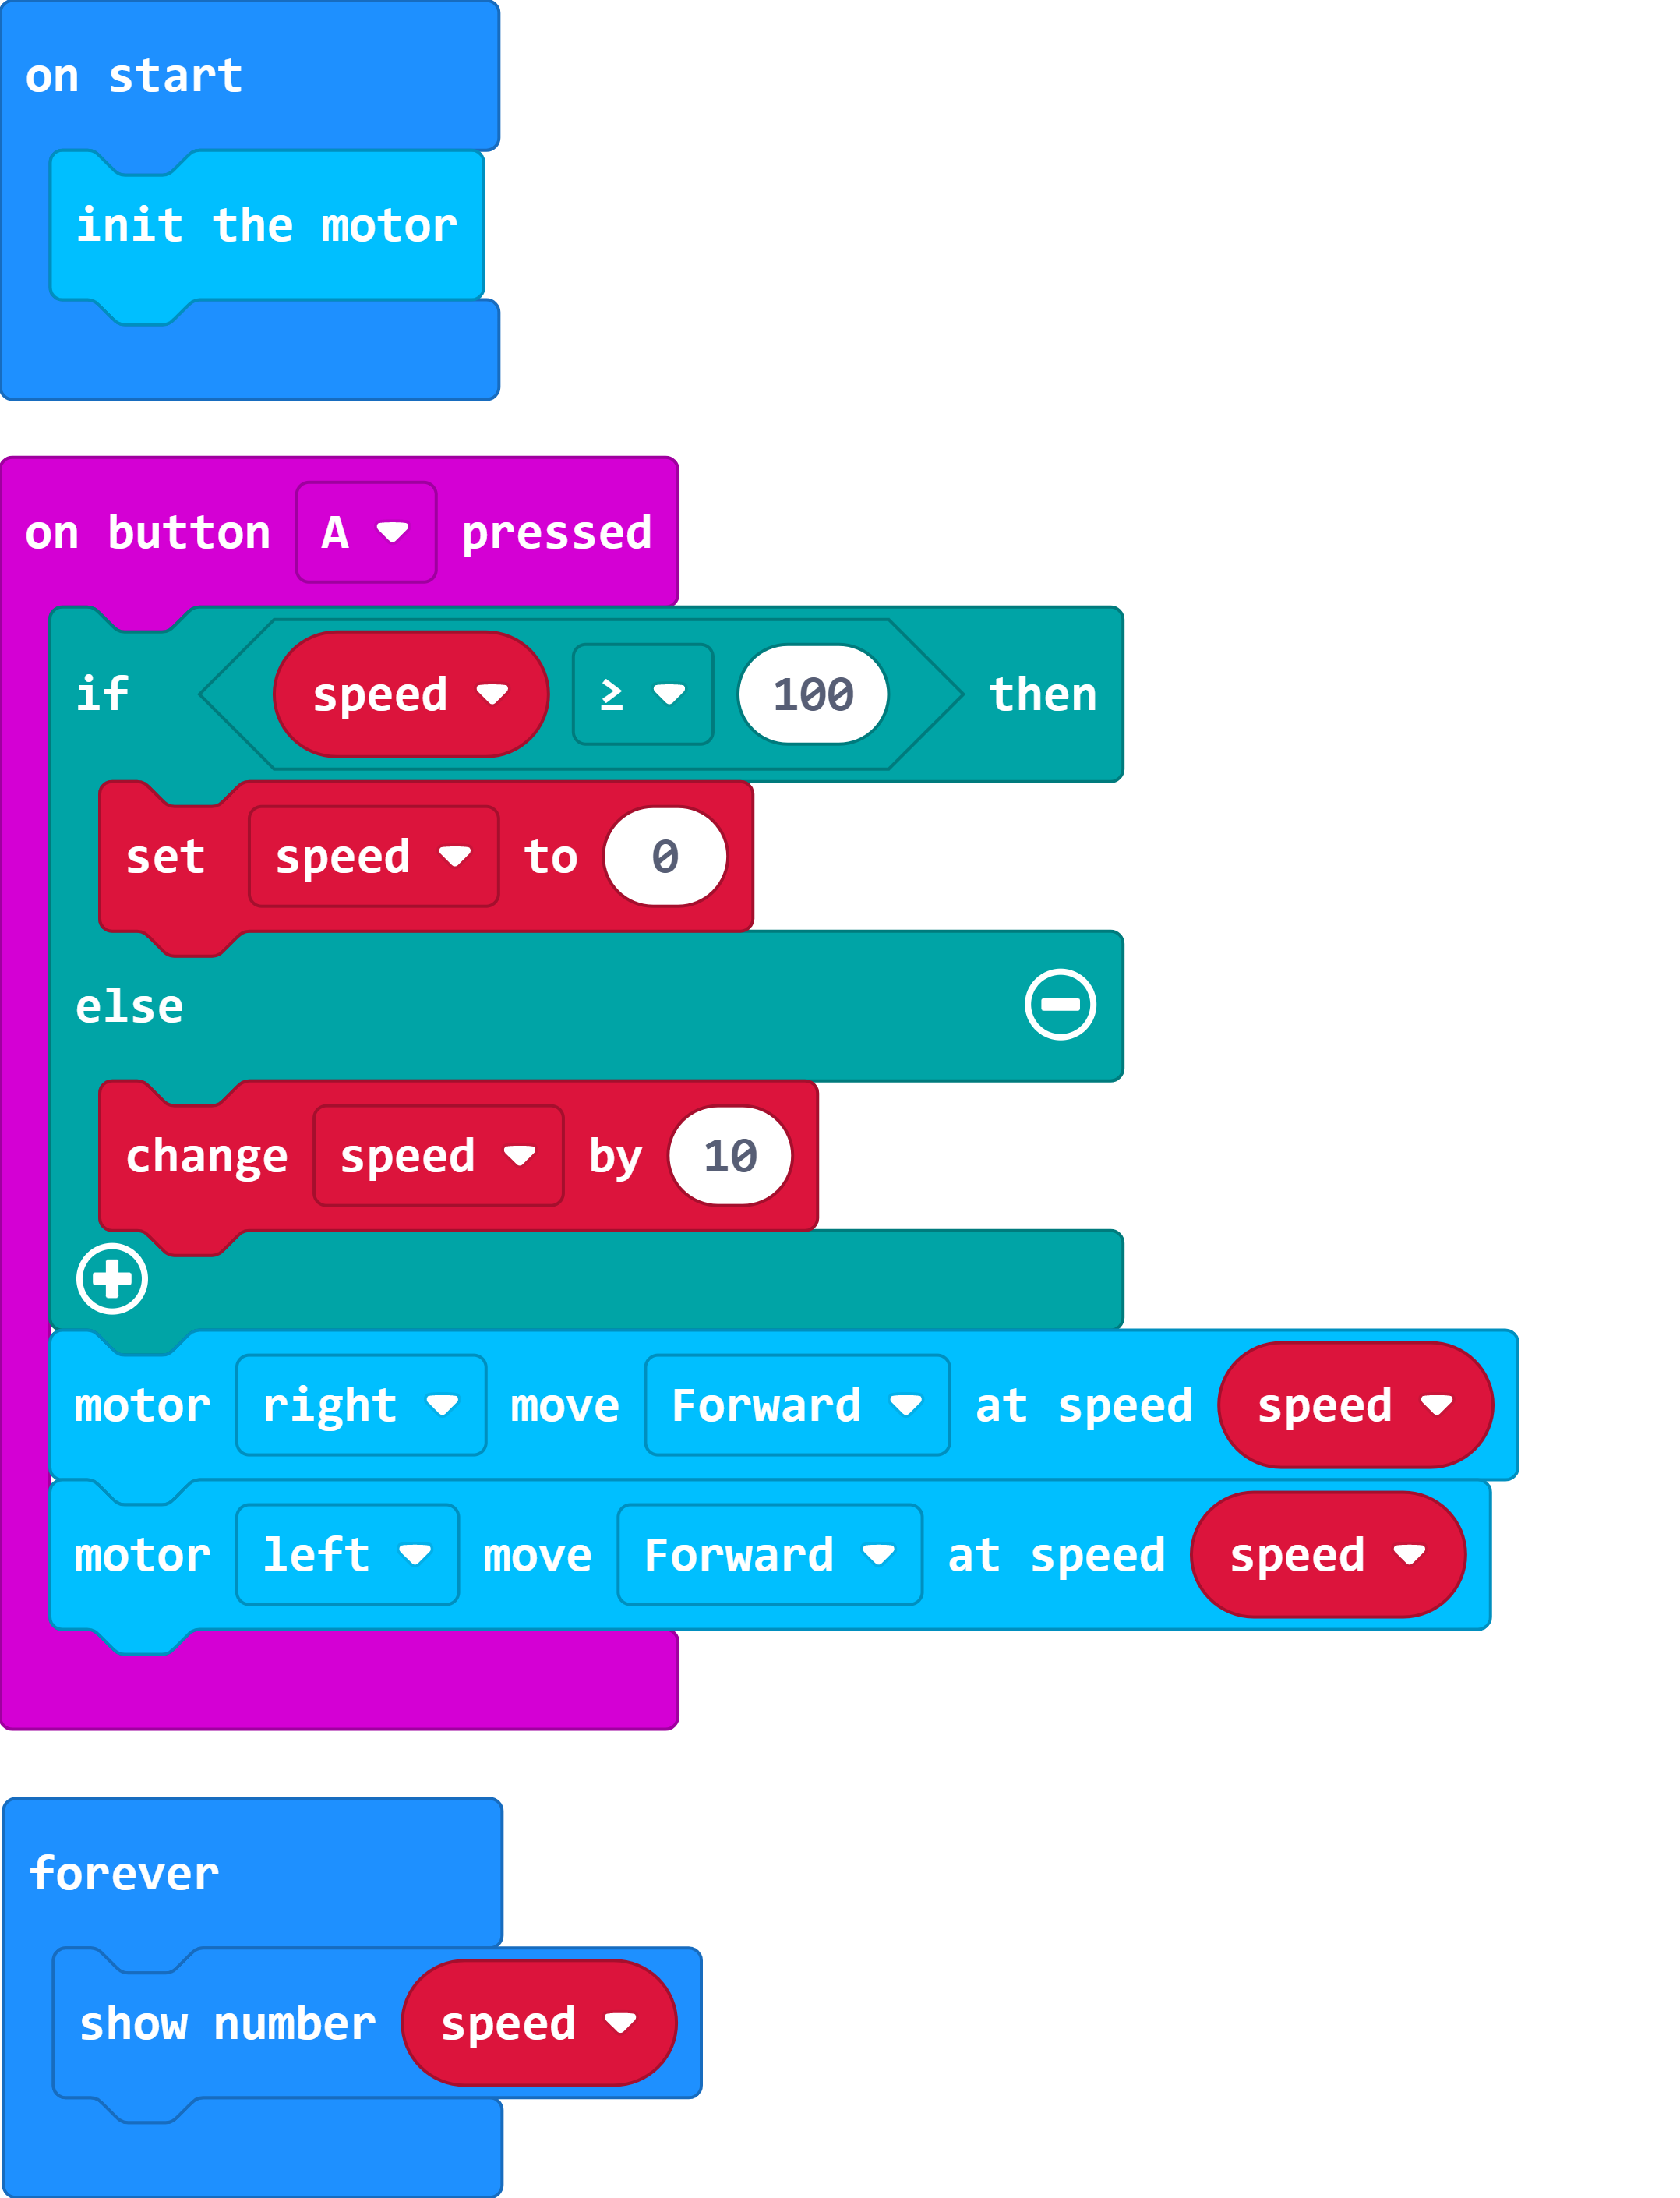 on start
init the motor
on button A pressed
if speed ≥ 100 then
set speed to 0
else
change speed by 10
motor right move Forward at speed speed
motor left move Forward at speed speed
forever
show number speed